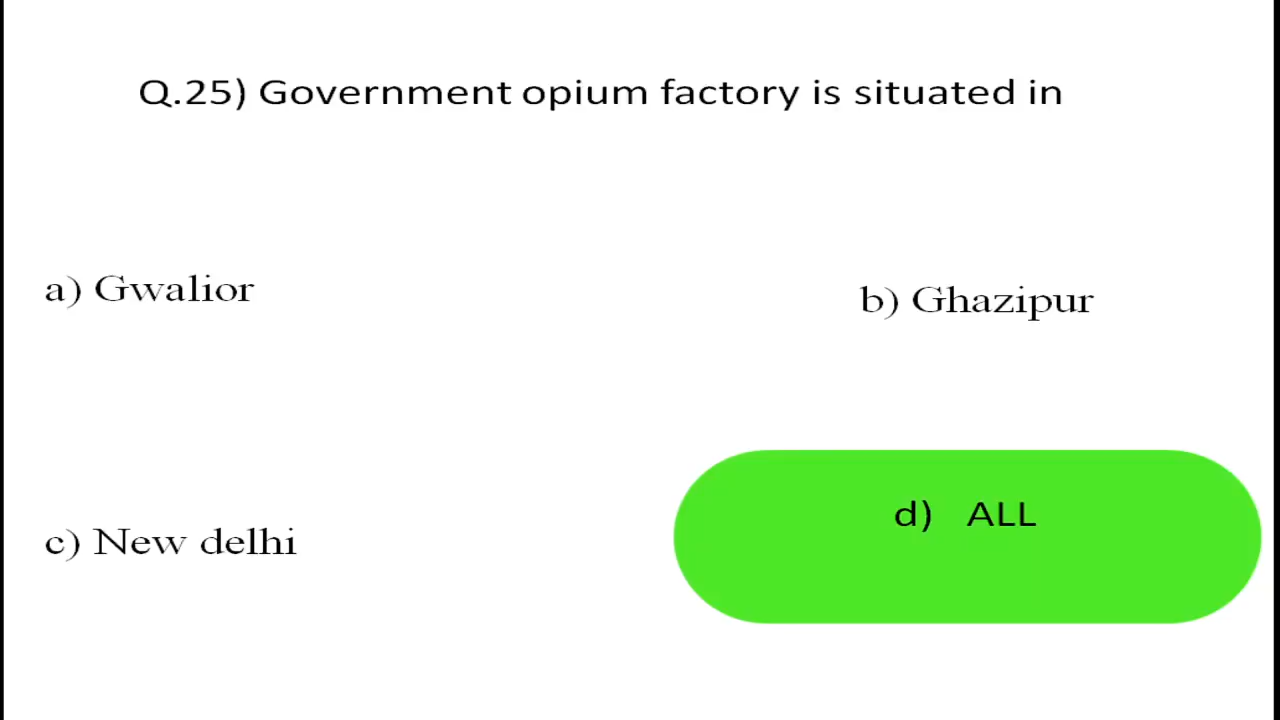 Q.25) Government opium factory is situated in
a) Gwalior
b) Ghazipur
c) New delhi
d) ALL